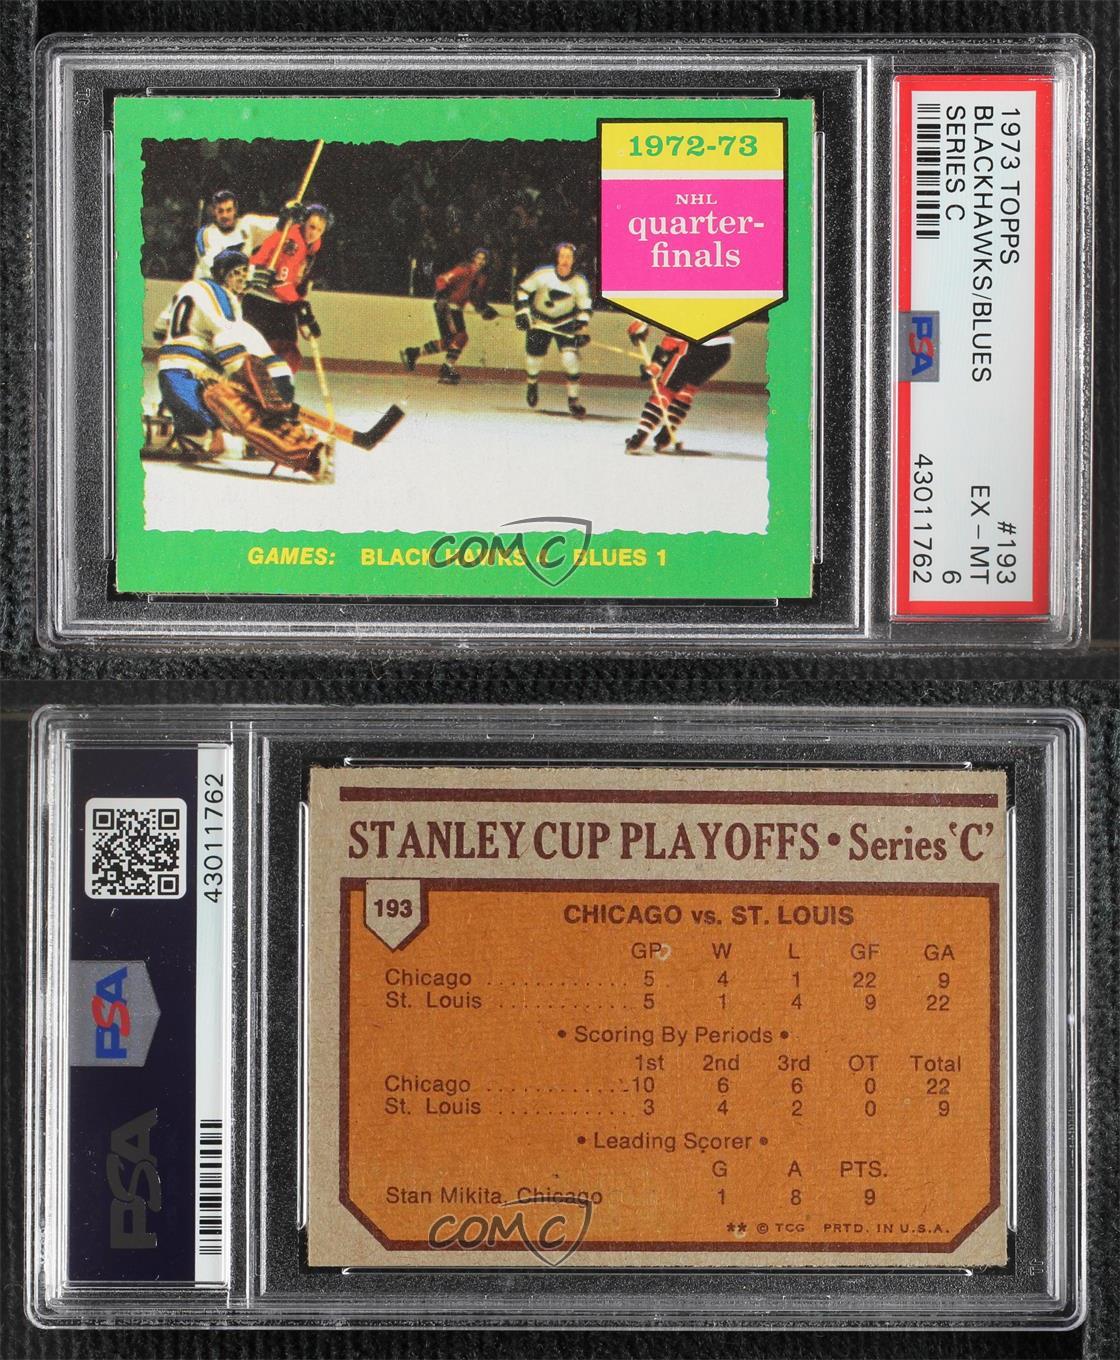 1972-73
NHL
quarter-
finals
GAMES: BLACK HAWKS 4 BLUES 1
COMC
1973 TOPPS #193
BLACKHAWKS/BLUES EX - MT
SERIES C 6
43011762
PSA
43011762
PSA
PSA
STANLEY CUP PLAYOFFS • Series 'C'
193
CHICAGO vs. ST. LOUIS
GP W L GF GA
Chicago 5 4 1 22 9
St. Louis 5 1 4 9 22
• Scoring By Periods •
1st 2nd 3rd OT Total
Chicago 10 6 6 0 22
St. Louis 3 4 2 0 9
• Leading Scorer •
G A PTS.
Stan Mikita, Chicago 1 8 9
** © TCG PRTD. IN U.S.A.
COMC